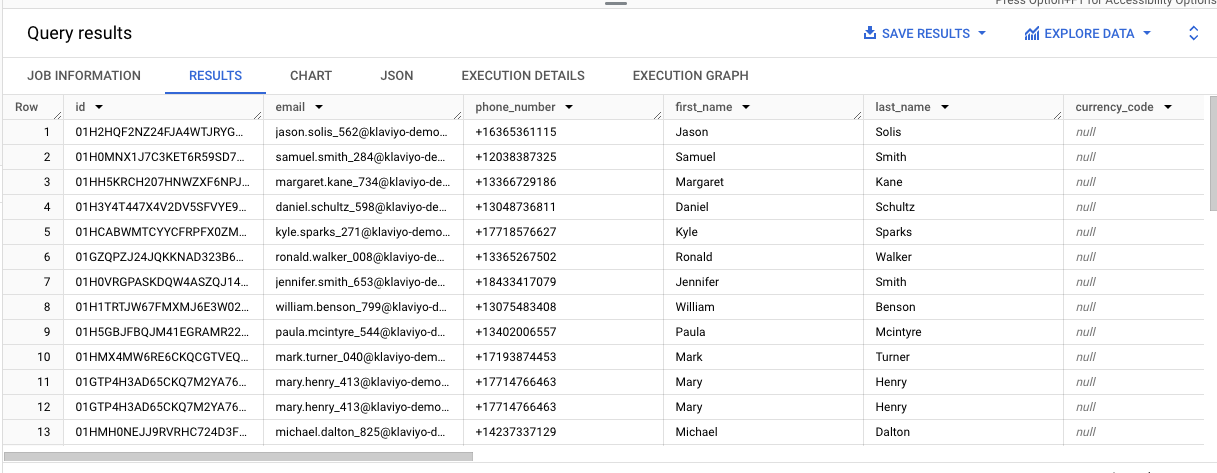 Press Option+F1 for Accessibility Options
Query results SAVE RESULTS EXPLORE DATA
JOB INFORMATION RESULTS CHART JSON EXECUTION DETAILS EXECUTION GRAPH
Row id email phone_number first_name last_name currency_code
1 01H2HQF2NZ24FJA4WTJRYG... jason.solis_562@klaviyo-demo... +16365361115 Jason Solis null
2 01H0MNX1J7C3KET6R59SD7... samuel.smith_284@klaviyo-de... +12038387325 Samuel Smith null
3 01HH5KRCH207HNWZXF6NPJ... margaret.kane_734@klaviyo-de... +13366729186 Margaret Kane null
4 01H3Y4T447X4V2DV5SFVYE9... daniel.schultz_598@klaviyo-de... +13048736811 Daniel Schultz null
5 01HCABWMTCYYCFRPFX0ZM... kyle.sparks_271@klaviyo-dem... +17718576627 Kyle Sparks null
6 01GZQPZJ24JQKKNAD323B6... ronald.walker_008@klaviyo-de... +13365267502 Ronald Walker null
7 01H0VRGPASKDQW4ASZQJ14... jennifer.smith_653@klaviyo-de... +18433417079 Jennifer Smith null
8 01H1TRTJW67FMXMJ6E3W02... william.benson_799@klaviyo-d... +13075483408 William Benson null
9 01H5GBJFBQJM41EGRAMR22... paula.mcintyre_544@klaviyo-d... +13402006557 Paula Mcintyre null
10 01HMX4MW6RE6CKQCGTVEQ... mark.turner_040@klaviyo-dem... +17193874453 Mark Turner null
11 01GTP4H3AD65CKQ7M2YA76... mary.henry_413@klaviyo-demo... +17714766463 Mary Henry null
12 01GTP4H3AD65CKQ7M2YA76... mary.henry_413@klaviyo-demo... +17714766463 Mary Henry null
13 01HMH0NEJJ9RVRHC724D3F... michael.dalton_825@klaviyo-d... +14237337129 Michael Dalton null